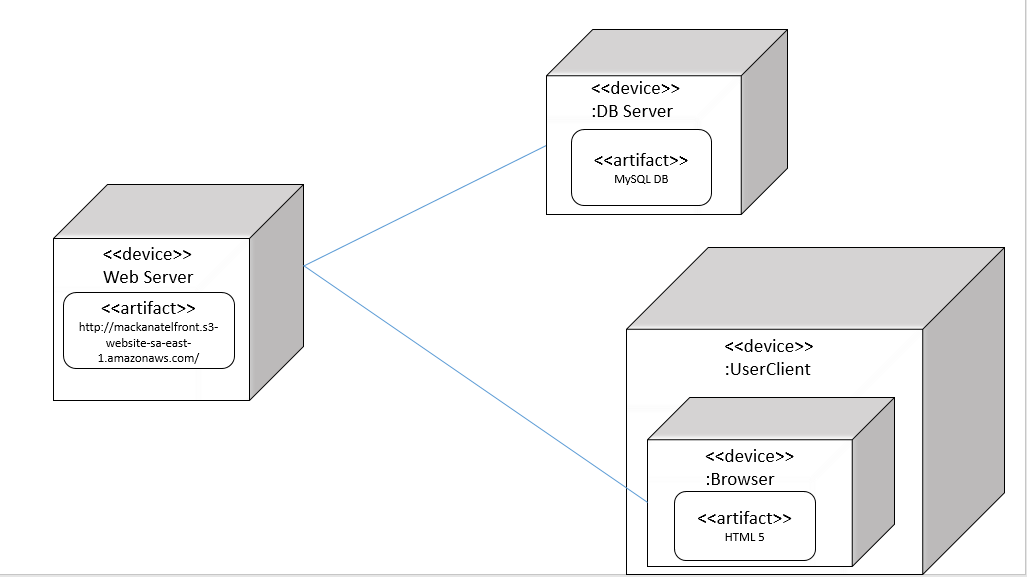 <<device>>
:DB Server
<<artifact>>
MySQL DB
<<device>>
Web Server
<<artifact>>
http://mackanatelfront.s3-
website-sa-east-
1.amazonaws.com/
<<device>>
:UserClient
<<device>>
:Browser
<<artifact>>
HTML 5